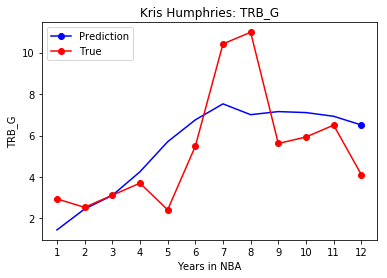 Kris Humphries: TRB_G
Prediction
True
TRB_G
10
8
6
4
2
1 2 3 4 5 6 7 8 9 10 11 12
Years in NBA